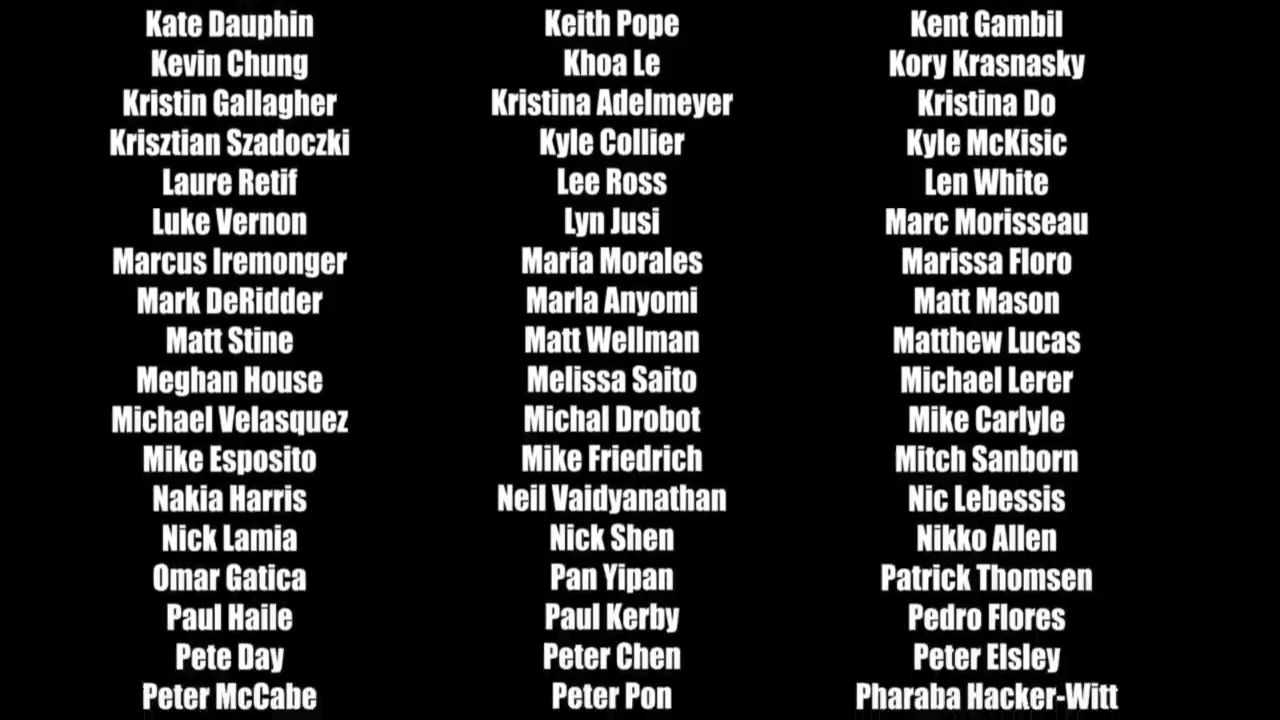 Kate Dauphin Keith Pope Kent Gambil
Kevin Chung Khoa Le Kory Krasnasky
Kristin Gallagher Kristina Adelmeyer Kristina Do
Krisztian Szadoczki Kyle Collier Kyle McKisic
Laure Retif Lee Ross Len White
Luke Vernon Lyn Jusi Marc Morisseau
Marcus Iremonger Maria Morales Marissa Floro
Mark DeRidder Marla Anyomi Matt Mason
Matt Stine Matt Wellman Matthew Lucas
Meghan House Melissa Saito Michael Lerer
Michael Velasquez Michal Drobot Mike Carlyle
Mike Esposito Mike Friedrich Mitch Sanborn
Nakia Harris Neil Vaidyanathan Nic Lebessis
Nick Lamia Nick Shen Nikko Allen
Omar Gatica Pan Yipan Patrick Thomsen
Paul Haile Paul Kerby Pedro Flores
Pete Day Peter Chen Peter Elsley
Peter McCabe Peter Pon Pharaba Hacker-Witt